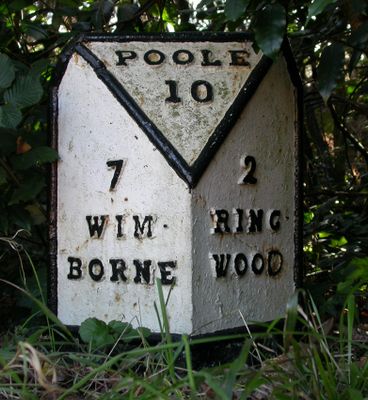 POOLE
10
7
WIM·
BORNE
2
RING·
WOOD